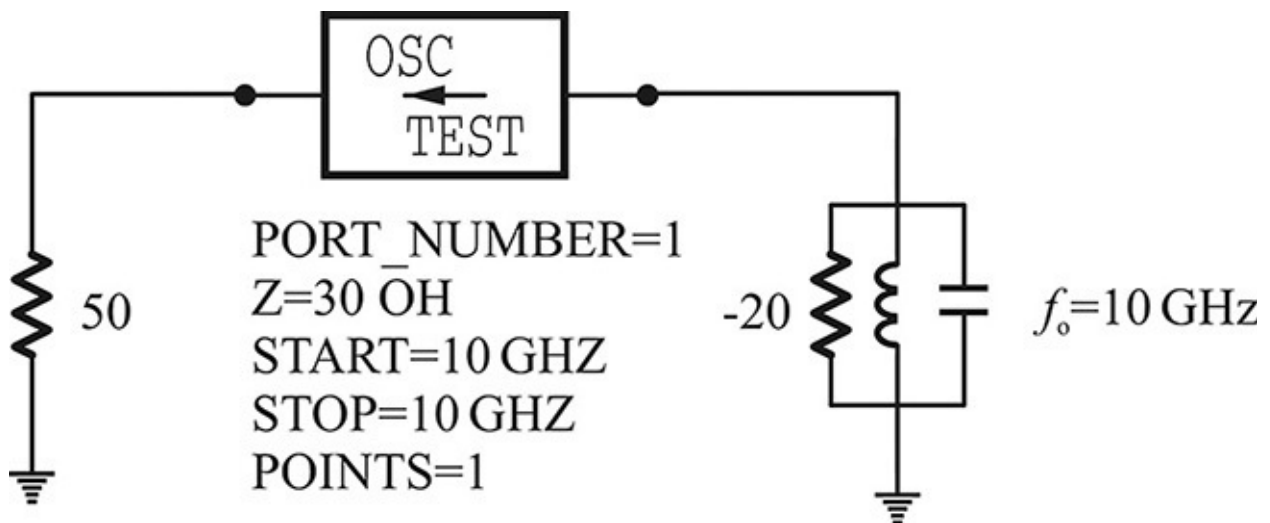 OSC
TEST
PORT_NUMBER=1
Z=30 OH
START=10 GHZ
STOP=10 GHZ
POINTS=1
50
-20
fₒ=10 GHz